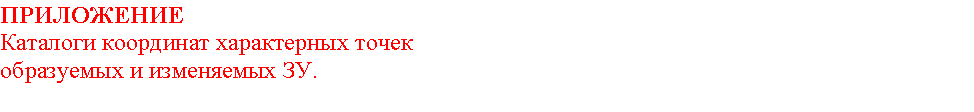 ПРИЛОЖЕНИЕ
Каталоги координат характерных точек
образуемых и изменяемых ЗУ.